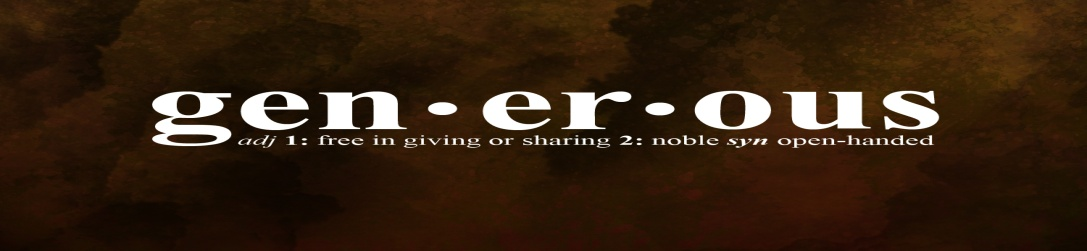 gen·er·ous
adj 1: free in giving or sharing 2: noble syn open-handed